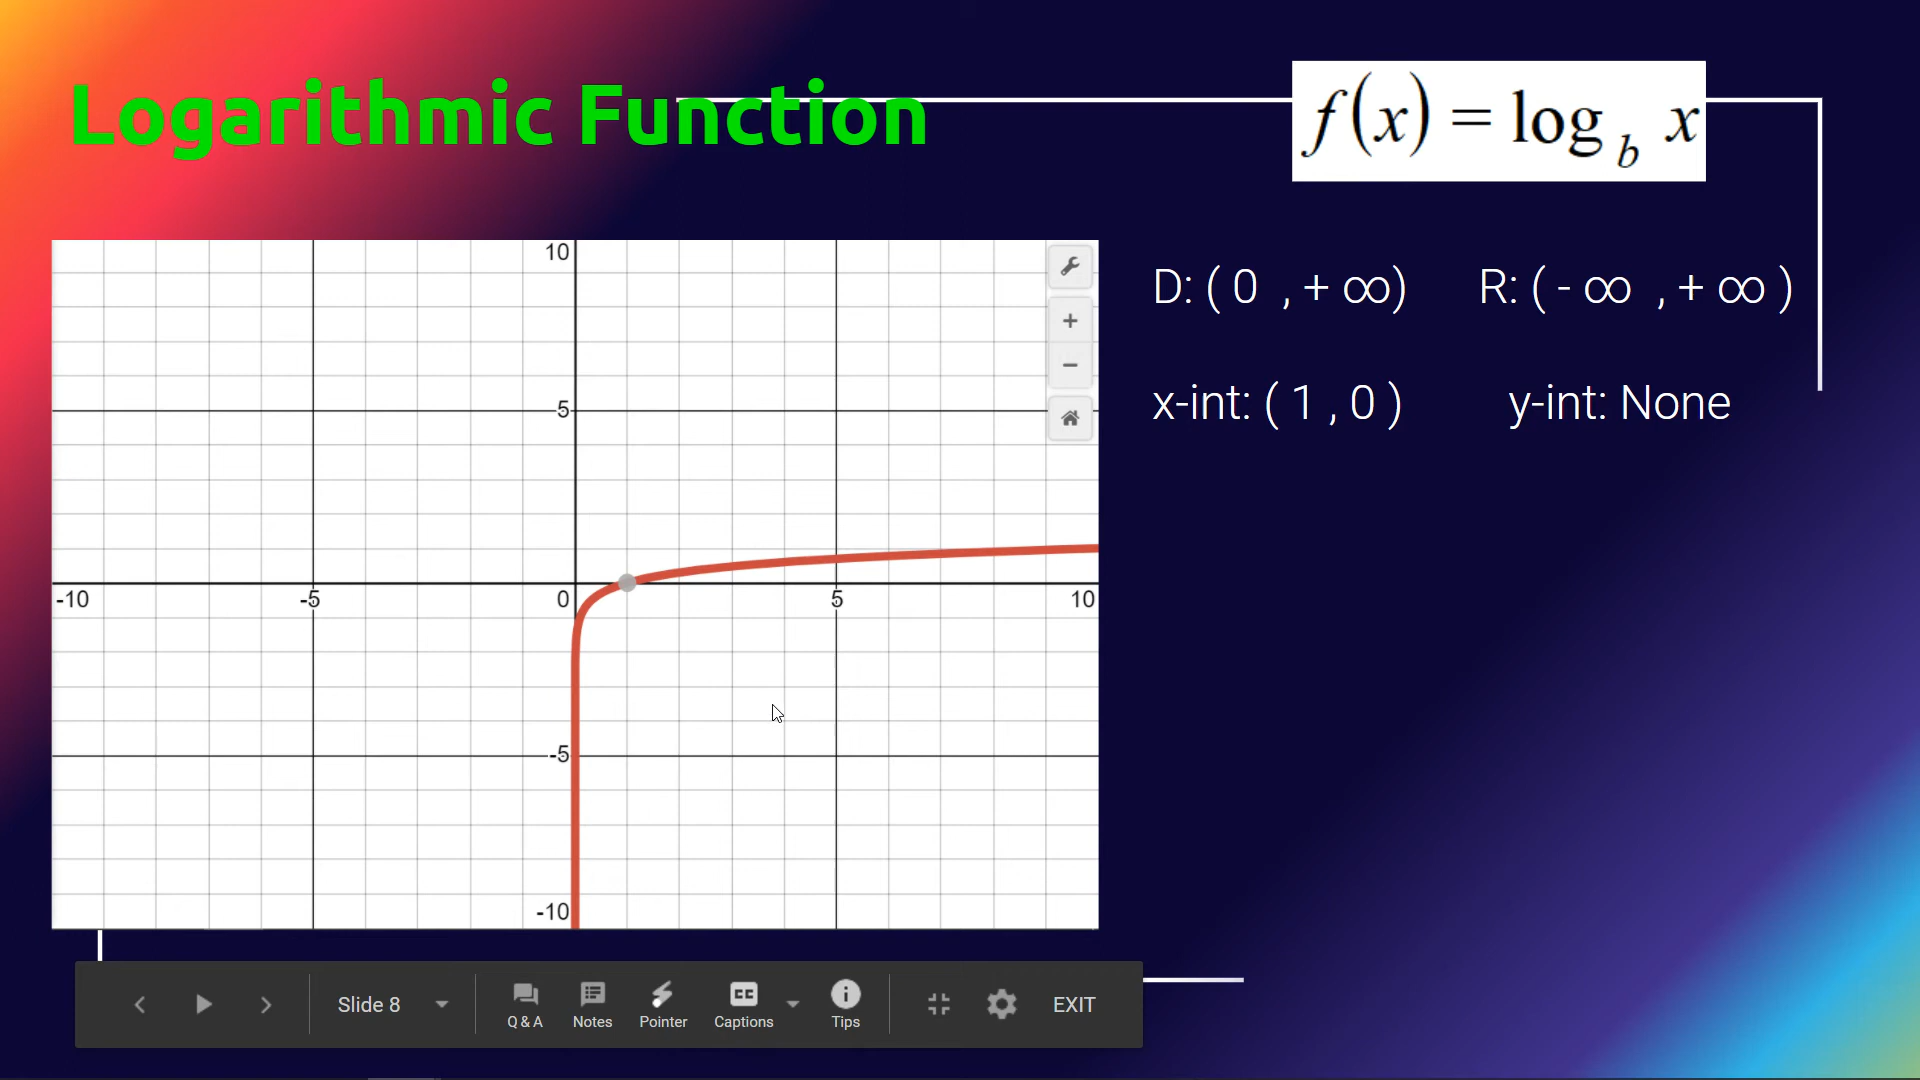 Logarithmic Function
f(x) = log b x
D: ( 0 , + ∞) R: ( - ∞ , + ∞ )
x-int: ( 1 , 0 ) y-int: None
10
5
-10 -5 0 5 10
-5
-10
Slide 8
Q & A Notes Pointer Captions Tips EXIT